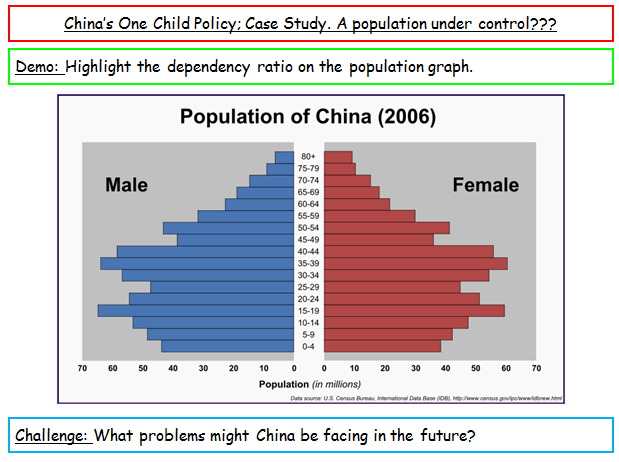 China's One Child Policy; Case Study. A population under control???
Demo: Highlight the dependency ratio on the population graph.
Population of China (2006)
Male
Female
80+
75-79
70-74
65-69
60-64
55-59
50-54
45-49
40-44
35-39
30-34
25-29
20-24
15-19
10-14
5-9
0-4
70 60 50 40 30 20 10 0 0 10 20 30 40 50 60 70
Population (in millions)
Data source: U.S. Census Bureau, International Data Base (IDB), http://www.census.gov/ipc/www/idbnew.html
Challenge: What problems might China be facing in the future?